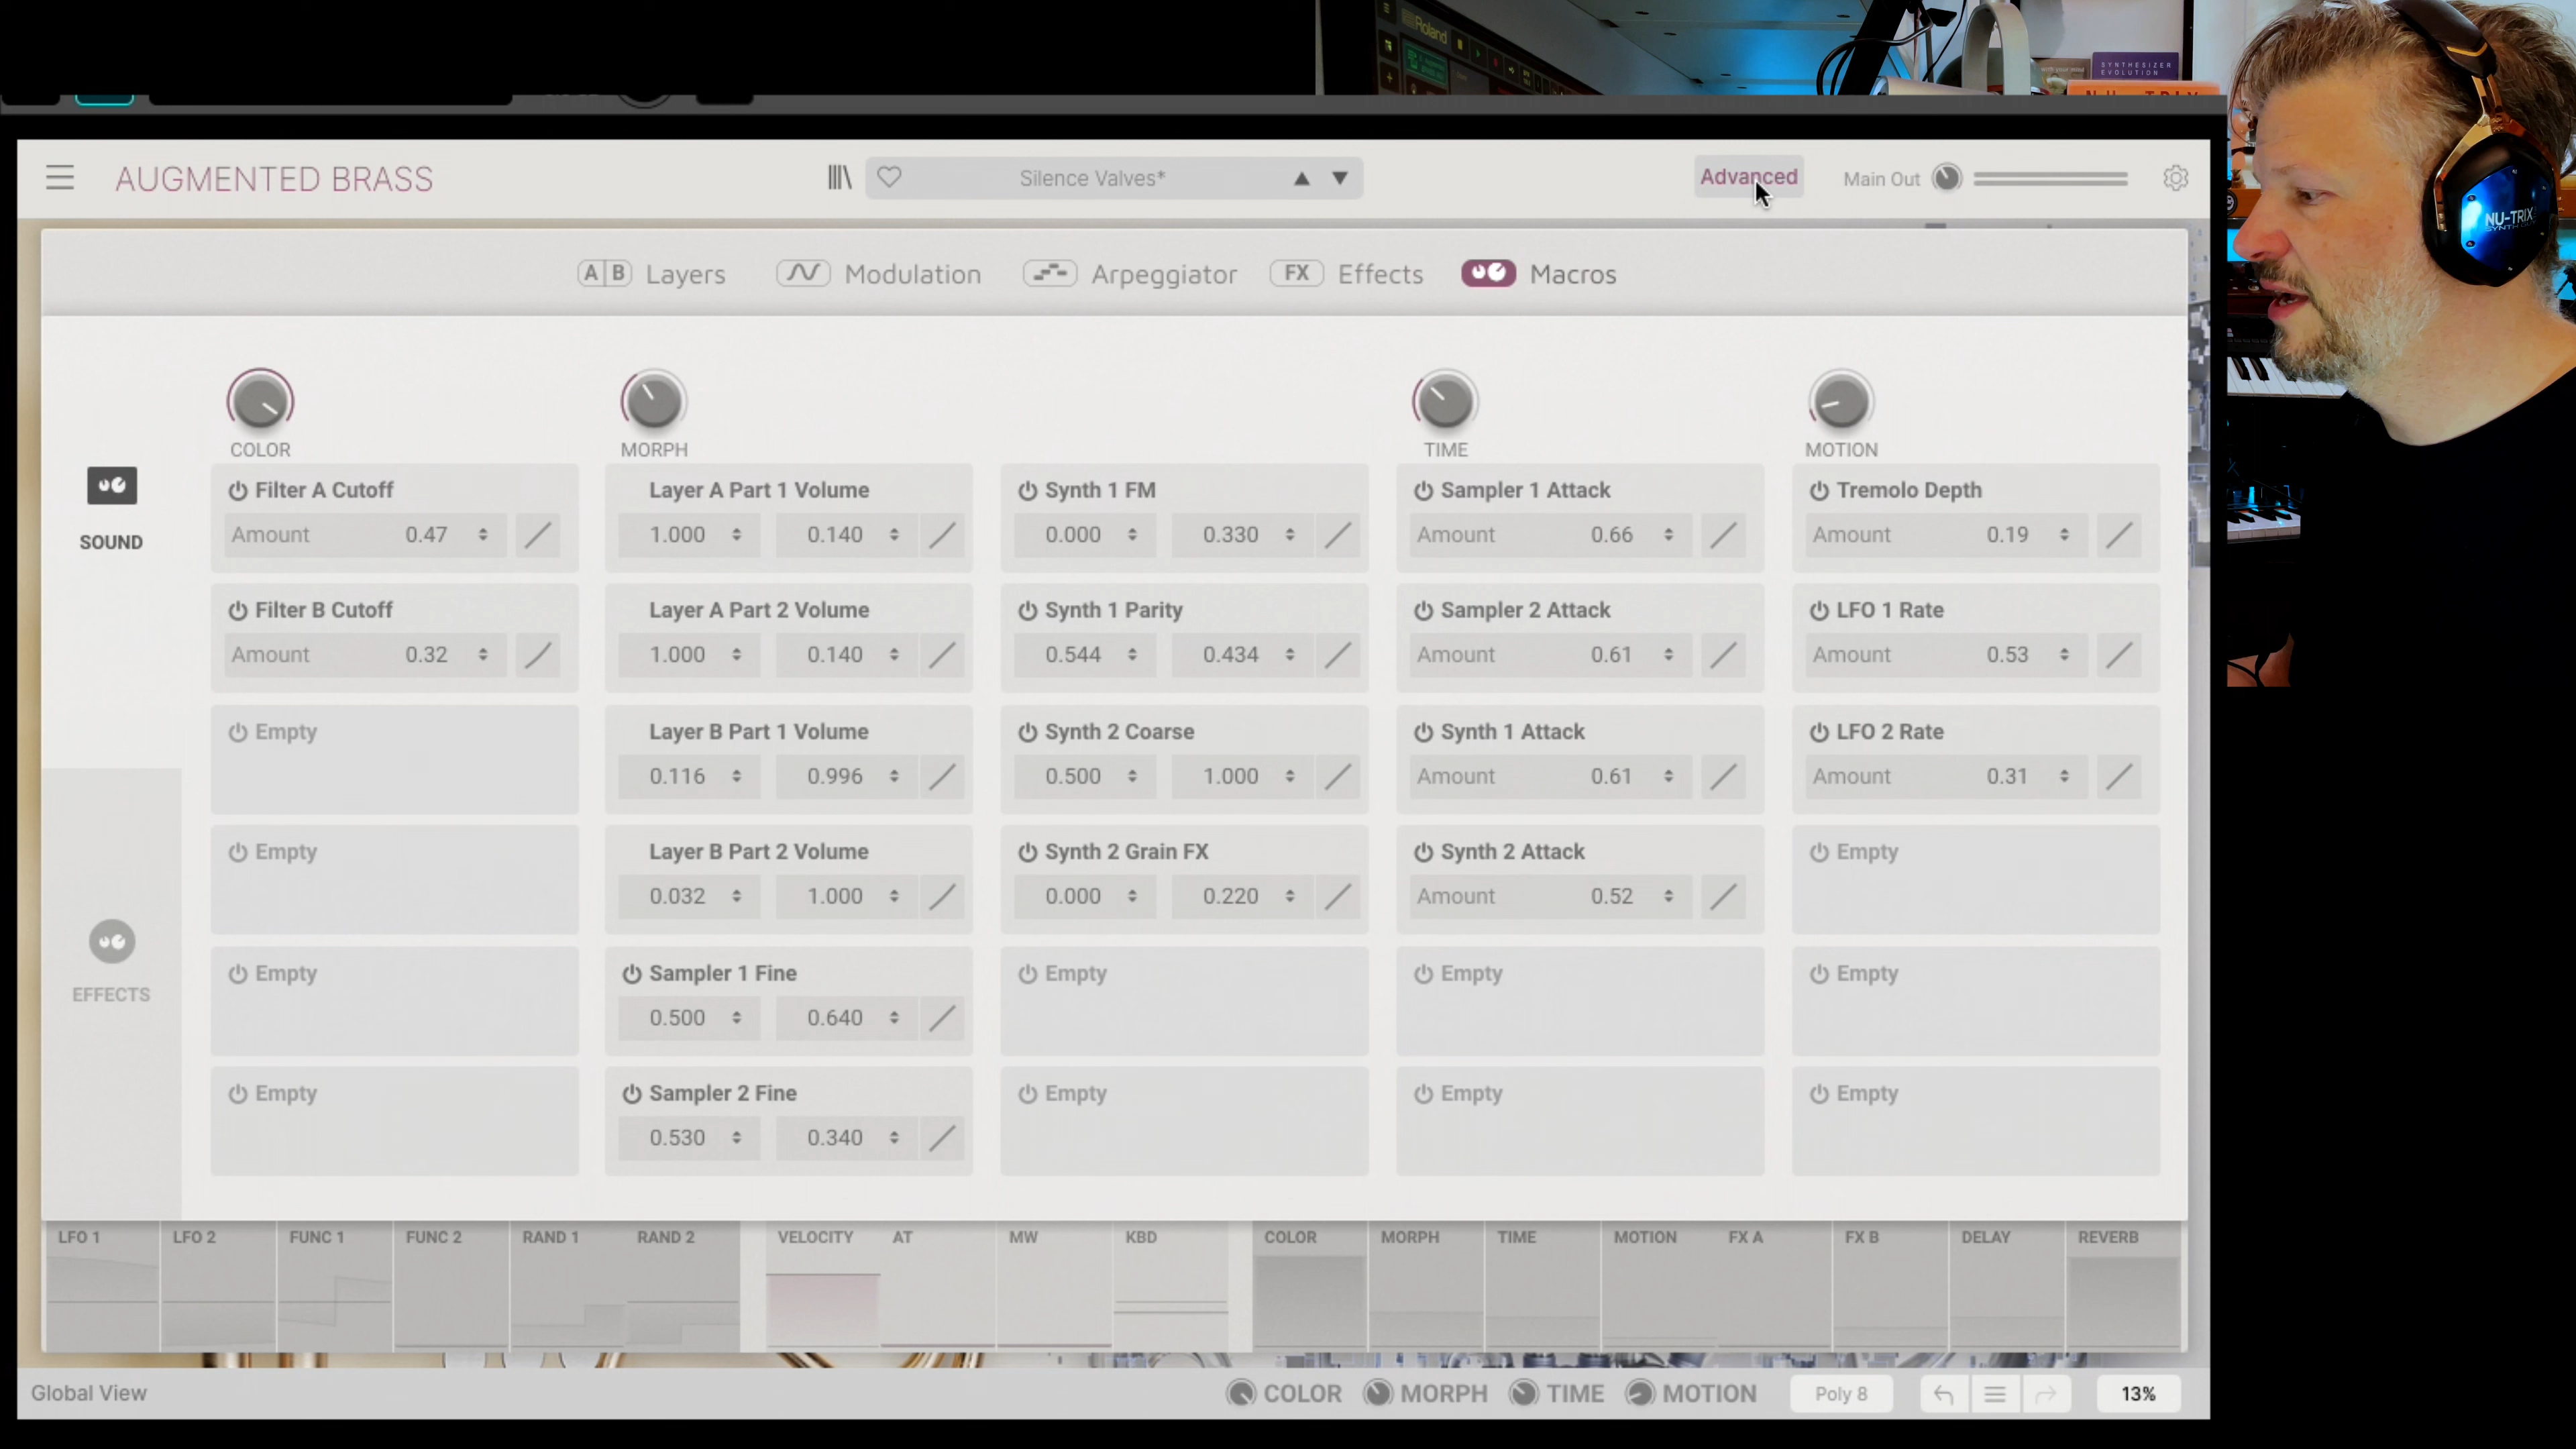 Roland
SYNTHESIZER
EVOLUTION
NU-TRIX
AUGMENTED BRASS
Silence Valves*
Advanced
Main Out
NU-TRIX
A|B Layers
Modulation
Arpeggiator
FX Effects
Macros
COLOR
MORPH
TIME
MOTION
SOUND
EFFECTS
Filter A Cutoff
Amount 0.47
Filter B Cutoff
Amount 0.32
Empty
Empty
Empty
Empty
Layer A Part 1 Volume
1.000 0.140
Layer A Part 2 Volume
1.000 0.140
Layer B Part 1 Volume
0.116 0.996
Layer B Part 2 Volume
0.032 1.000
Sampler 1 Fine
0.500 0.640
Sampler 2 Fine
0.530 0.340
Synth 1 FM
0.000 0.330
Synth 1 Parity
0.544 0.434
Synth 2 Coarse
0.500 1.000
Synth 2 Grain FX
0.000 0.220
Empty
Empty
Sampler 1 Attack
Amount 0.66
Sampler 2 Attack
Amount 0.61
Synth 1 Attack
Amount 0.61
Synth 2 Attack
Amount 0.52
Empty
Empty
Tremolo Depth
Amount 0.19
LFO 1 Rate
Amount 0.53
LFO 2 Rate
Amount 0.31
Empty
Empty
Empty
LFO 1 LFO 2 FUNC 1 FUNC 2 RAND 1 RAND 2 VELOCITY AT MW KBD COLOR MORPH TIME MOTION FX A FX B DELAY REVERB
Global View
COLOR MORPH TIME MOTION
Poly 8
13%